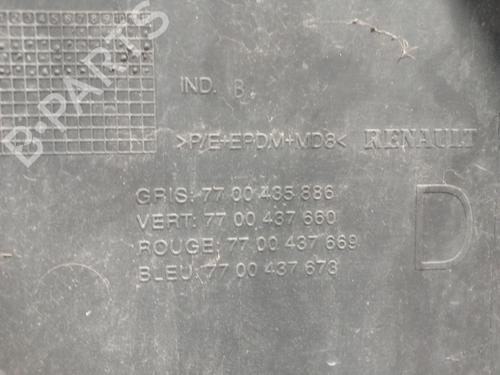 B-PARTS
IND. B
>P/E+EPDM+MD8< RENAULT
GRIS: 77 00 435 886
VERT: 77 00 437 660
ROUGE: 77 00 437 669
BLEU: 77 00 437 673
D